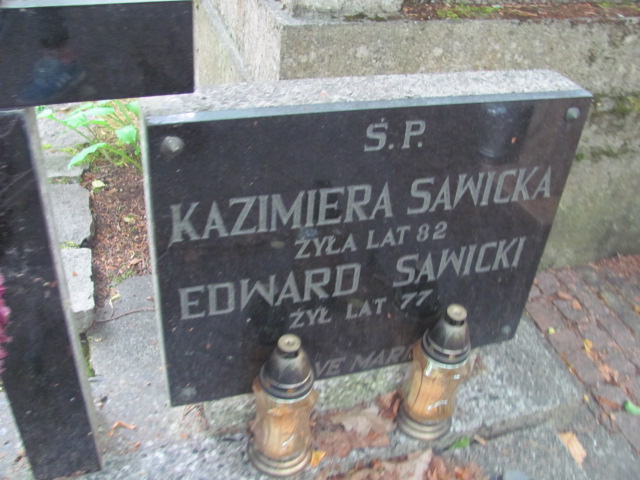 Ś.P.
KAZIMIERA SAWICKA
ŻYŁA LAT 82
EDWARD SAWICKI
ŻYŁ LAT 77